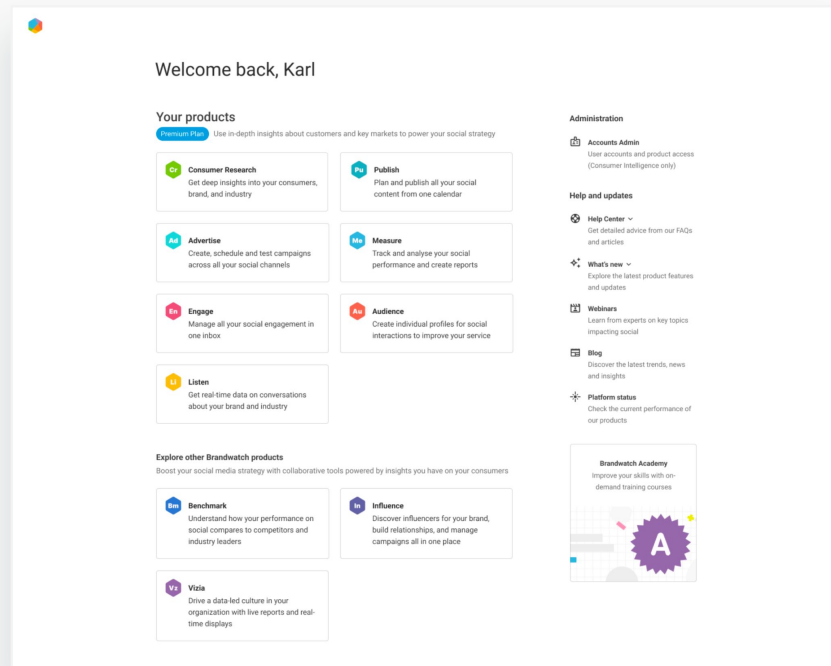 Welcome back, Karl
Your products
Premium Plan Use in-depth insights about customers and key markets to power your social strategy
Cr
Consumer Research
Get deep insights into your consumers,
brand, and industry
Pu
Publish
Plan and publish all your social
content from one calendar
Ad
Advertise
Create, schedule and test campaigns
across all your social channels
Me
Measure
Track and analyse your social
performance and create reports
En
Engage
Manage all your social engagement in
one inbox
Au
Audience
Create individual profiles for social
interactions to improve your service
Li
Listen
Get real-time data on conversations
about your brand and industry
Explore other Brandwatch products
Boost your social media strategy with collaborative tools powered by insights you have on your consumers
Bm
Benchmark
Understand how your performance on
social compares to competitors and
industry leaders
In
Influence
Discover influencers for your brand,
build relationships, and manage
campaigns all in one place
Vz
Vizia
Drive a data-led culture in your
organization with live reports and real-
time displays
Administration
Accounts Admin
User accounts and product access
(Consumer Intelligence only)
Help and updates
Help Center
Get detailed advice from our FAQs
and articles
What's new
Explore the latest product features
and updates
Webinars
Learn from experts on key topics
impacting social
Blog
Discover the latest trends, news
and insights
Platform status
Check the current performance of
our products
Brandwatch Academy
Improve your skills with on-
demand training courses
A